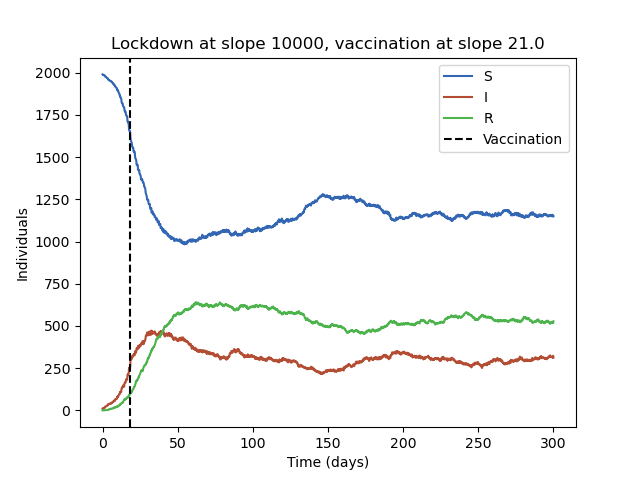 Lockdown at slope 10000, vaccination at slope 21.0
S
I
R
Vaccination
Individuals
2000
1750
1500
1250
1000
750
500
250
0
0 50 100 150 200 250 300
Time (days)